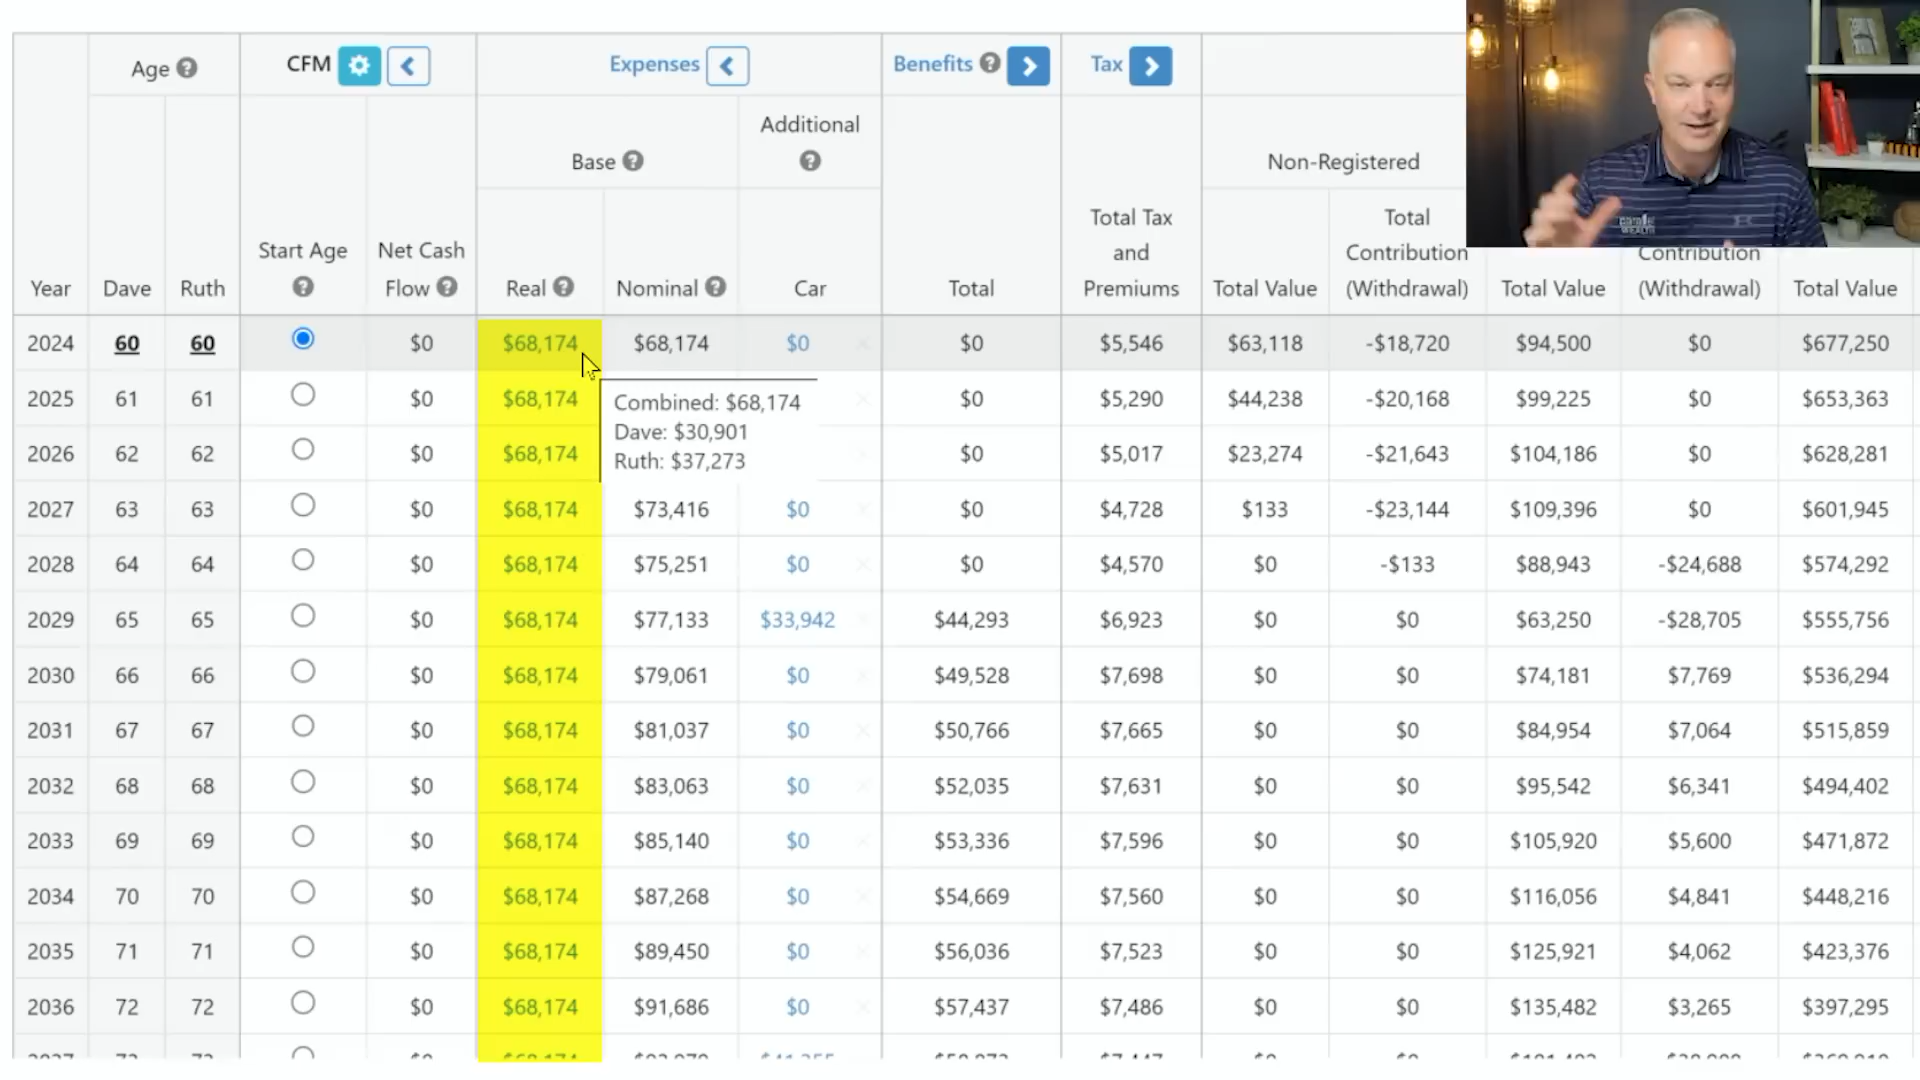 Age CFM Expenses Benefits Tax
Additional
Base Non-Registered
Total Tax Total
Start Age Net Cash and Contribution Contribution
Year Dave Ruth Flow Real Nominal Car Total Premiums Total Value (Withdrawal) Total Value (Withdrawal) Total Value
2024 60 60 $0 $68,174 $68,174 $0 $0 $5,546 $63,118 -$18,720 $94,500 $0 $677,250
2025 61 61 $0 $68,174 $0 $5,290 $44,238 -$20,168 $99,225 $0 $653,363
Combined: $68,174
Dave: $30,901
Ruth: $37,273
2026 62 62 $0 $68,174 $0 $5,017 $23,274 -$21,643 $104,186 $0 $628,281
2027 63 63 $0 $68,174 $73,416 $0 $0 $4,728 $133 -$23,144 $109,396 $0 $601,945
2028 64 64 $0 $68,174 $75,251 $0 $0 $4,570 $0 -$133 $88,943 -$24,688 $574,292
2029 65 65 $0 $68,174 $77,133 $33,942 $44,293 $6,923 $0 $0 $63,250 -$28,705 $555,756
2030 66 66 $0 $68,174 $79,061 $0 $49,528 $7,698 $0 $0 $74,181 $7,769 $536,294
2031 67 67 $0 $68,174 $81,037 $0 $50,766 $7,665 $0 $0 $84,954 $7,064 $515,859
2032 68 68 $0 $68,174 $83,063 $0 $52,035 $7,631 $0 $0 $95,542 $6,341 $494,402
2033 69 69 $0 $68,174 $85,140 $0 $53,336 $7,596 $0 $0 $105,920 $5,600 $471,872
2034 70 70 $0 $68,174 $87,268 $0 $54,669 $7,560 $0 $0 $116,056 $4,841 $448,216
2035 71 71 $0 $68,174 $89,450 $0 $56,036 $7,523 $0 $0 $125,921 $4,062 $423,376
2036 72 72 $0 $68,174 $91,686 $0 $57,437 $7,486 $0 $0 $135,482 $3,265 $397,295